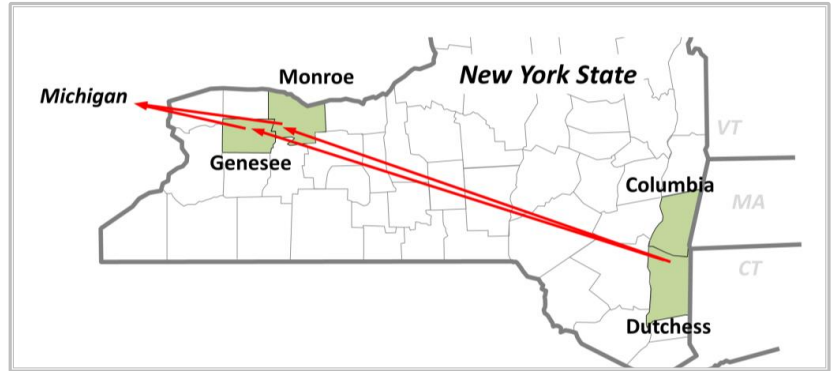 New York State
Monroe
Michigan
VT
Genesee
Columbia
MA
CT
Dutchess